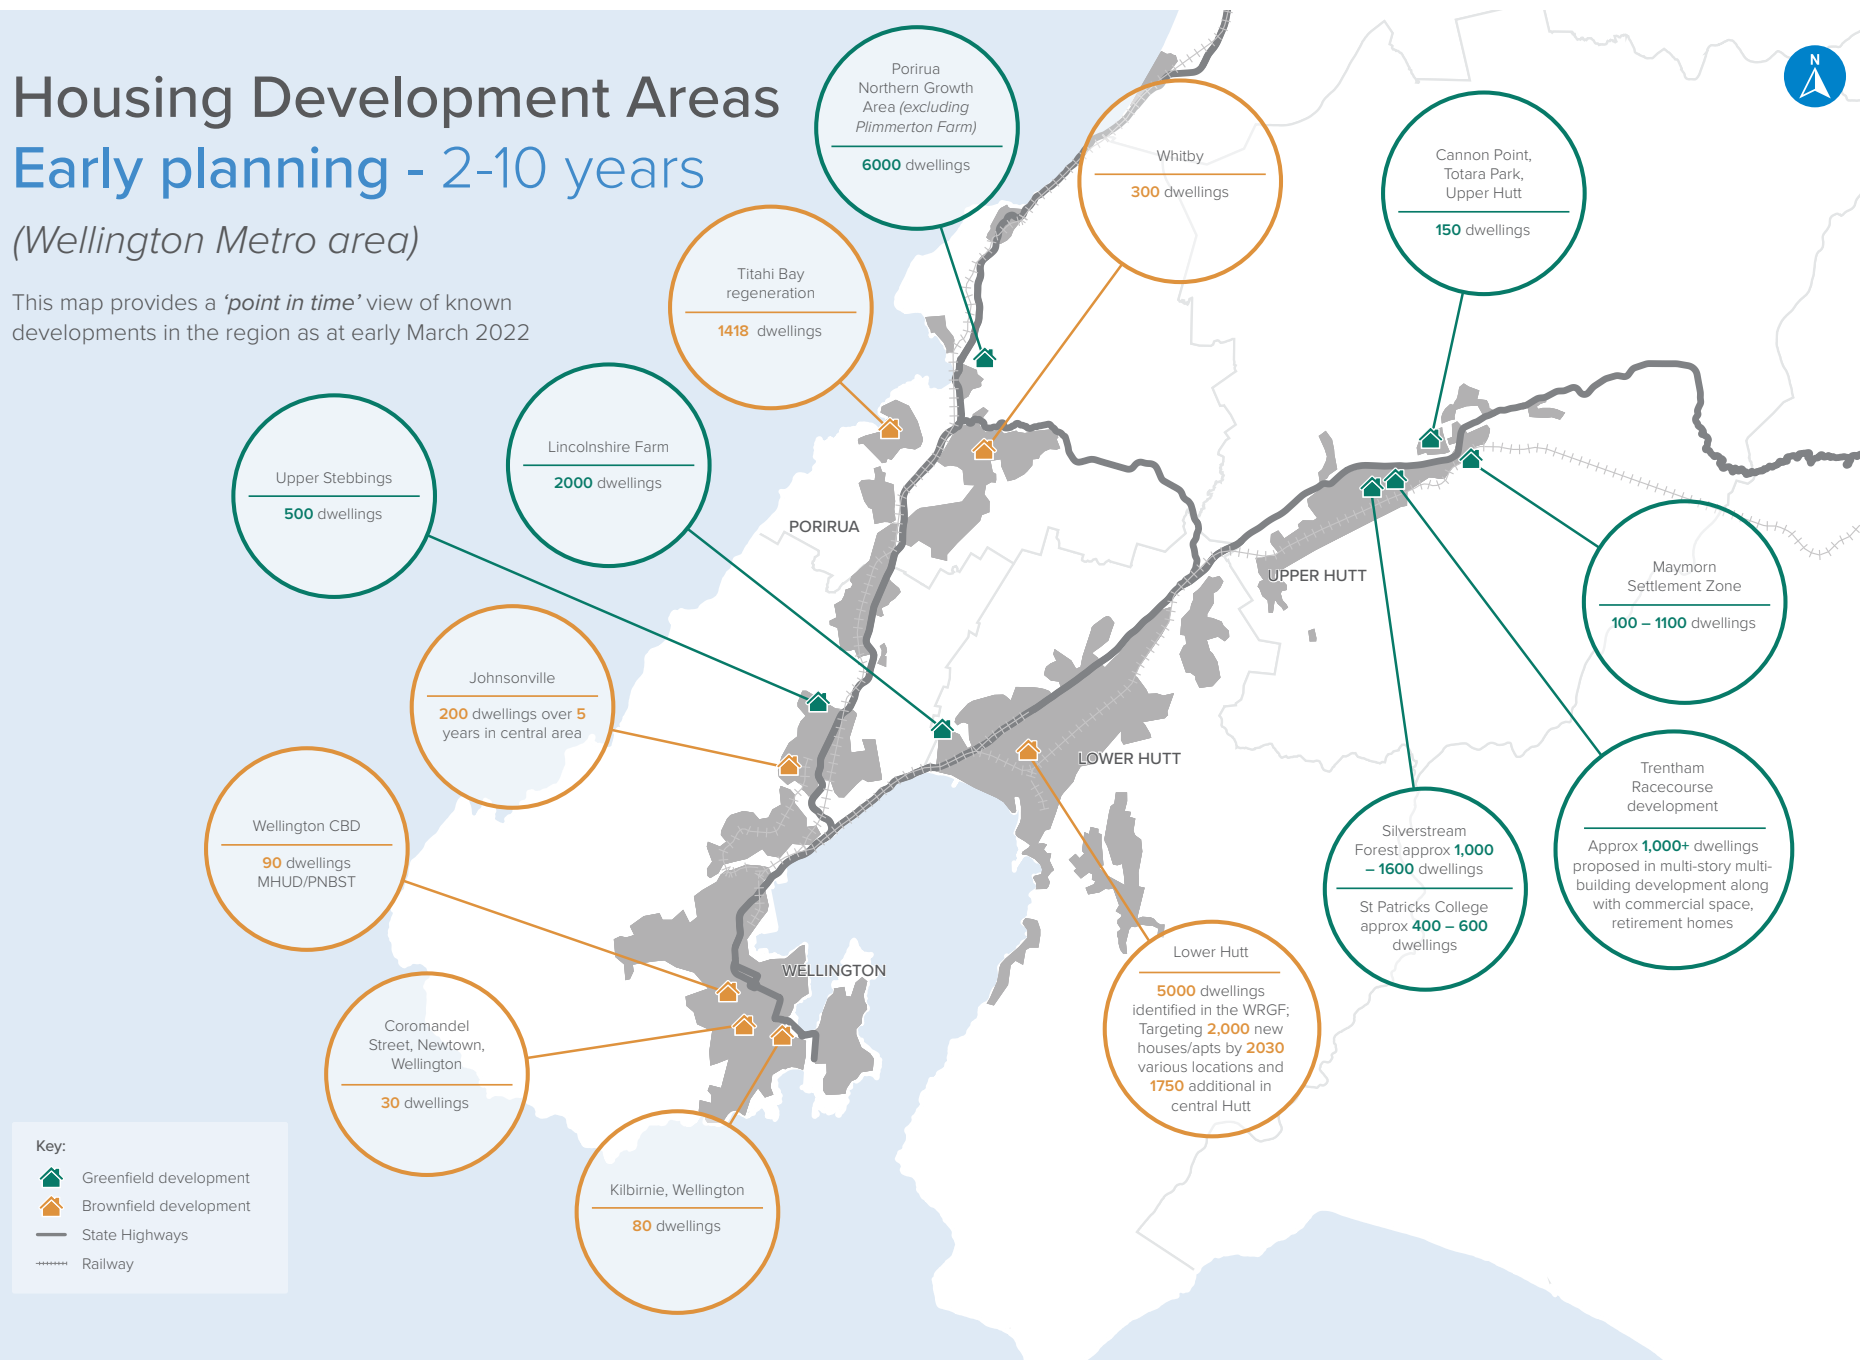 Housing Development Areas
Early planning - 2-10 years
(Wellington Metro area)
This map provides a ‘point in time’ view of known
developments in the region as at early March 2022
Porirua
Northern Growth
Area (excluding
Plimmerton Farm)
6000 dwellings
Whitby
300 dwellings
Cannon Point,
Totara Park,
Upper Hutt
150 dwellings
N
Titahi Bay
regeneration
1418 dwellings
Lincolnshire Farm
2000 dwellings
Upper Stebbings
500 dwellings
PORIRUA
UPPER HUTT
Maymorn
Settlement Zone
100 – 1100 dwellings
Johnsonville
200 dwellings over 5
years in central area
LOWER HUTT
Trentham
Racecourse
development
Approx 1,000+ dwellings
proposed in multi-story multi-
building development along
with commercial space,
retirement homes
Silverstream
Forest approx 1,000
– 1600 dwellings
St Patricks College
approx 400 – 600
dwellings
Wellington CBD
90 dwellings
MHUD/PNBST
WELLINGTON
Lower Hutt
5000 dwellings
identified in the WRGF;
Targeting 2,000 new
houses/apts by 2030
various locations and
1750 additional in
central Hutt
Coromandel
Street, Newtown,
Wellington
30 dwellings
Kilbirnie, Wellington
80 dwellings
Key:
Greenfield development
Brownfield development
State Highways
Railway